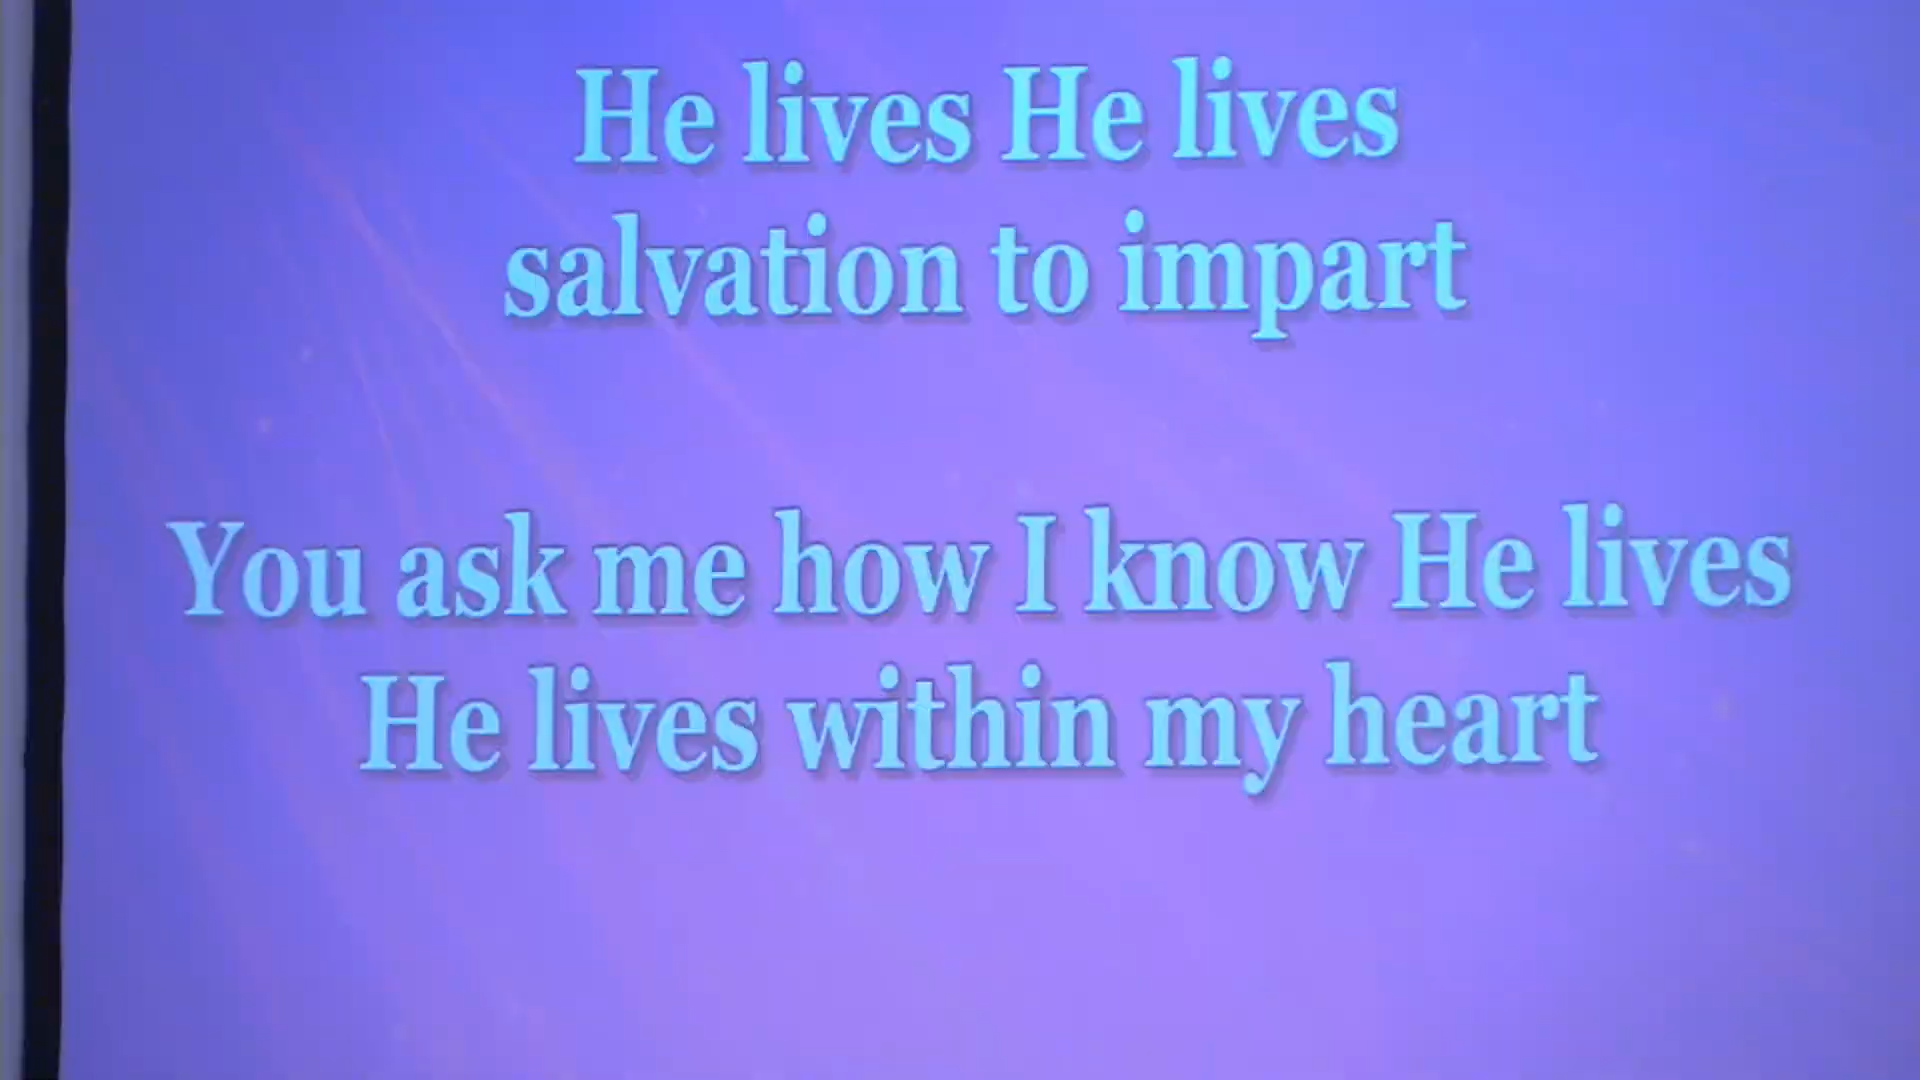 He lives He lives
salvation to impart
You ask me how I know He lives
He lives within my heart